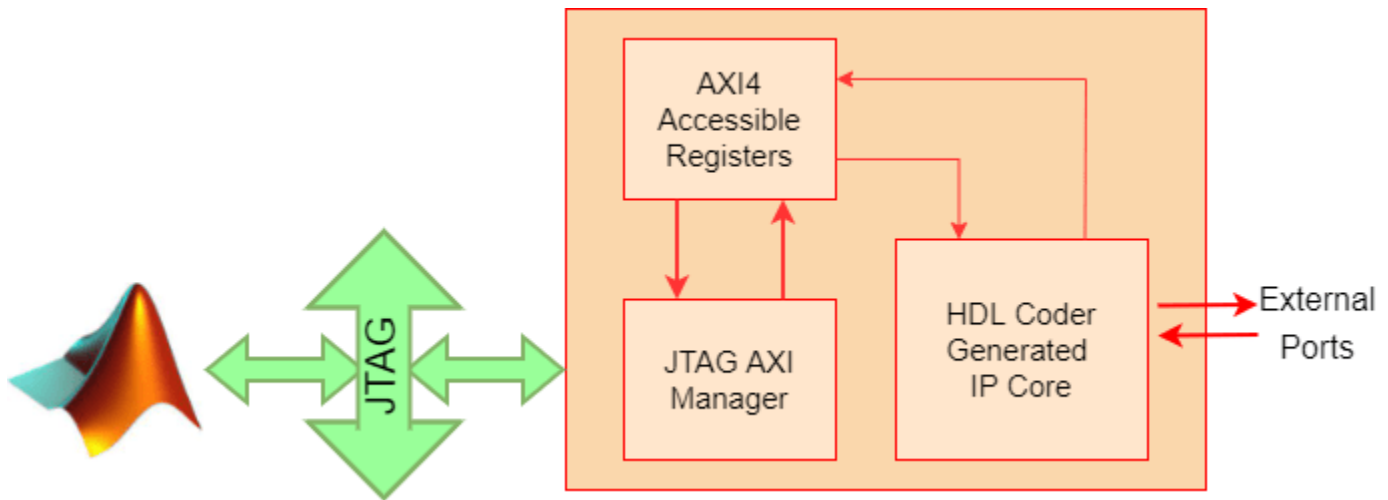 JTAG
AXI4
Accessible
Registers
JTAG AXI
Manager
HDL Coder
Generated
IP Core
External
Ports